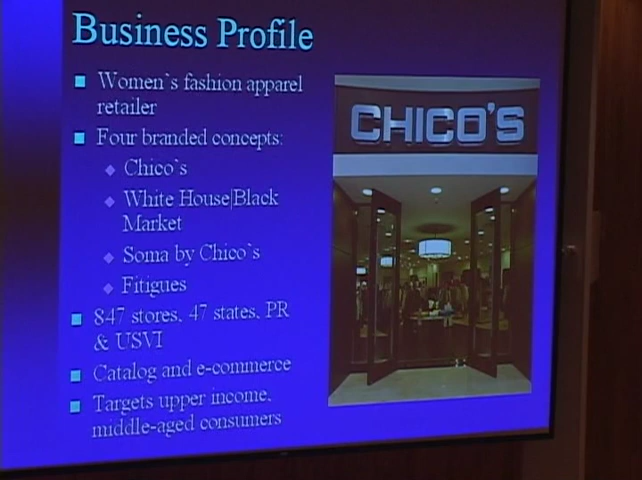 Business Profile
Women`s fashion apparel
retailer
Four branded concepts:
Chico`s
White House|Black
Market
Soma by Chico`s
Fitigues
847 stores, 47 states, PR
& USVI
Catalog and e-commerce
Targets upper income,
middle-aged consumers
CHICO'S